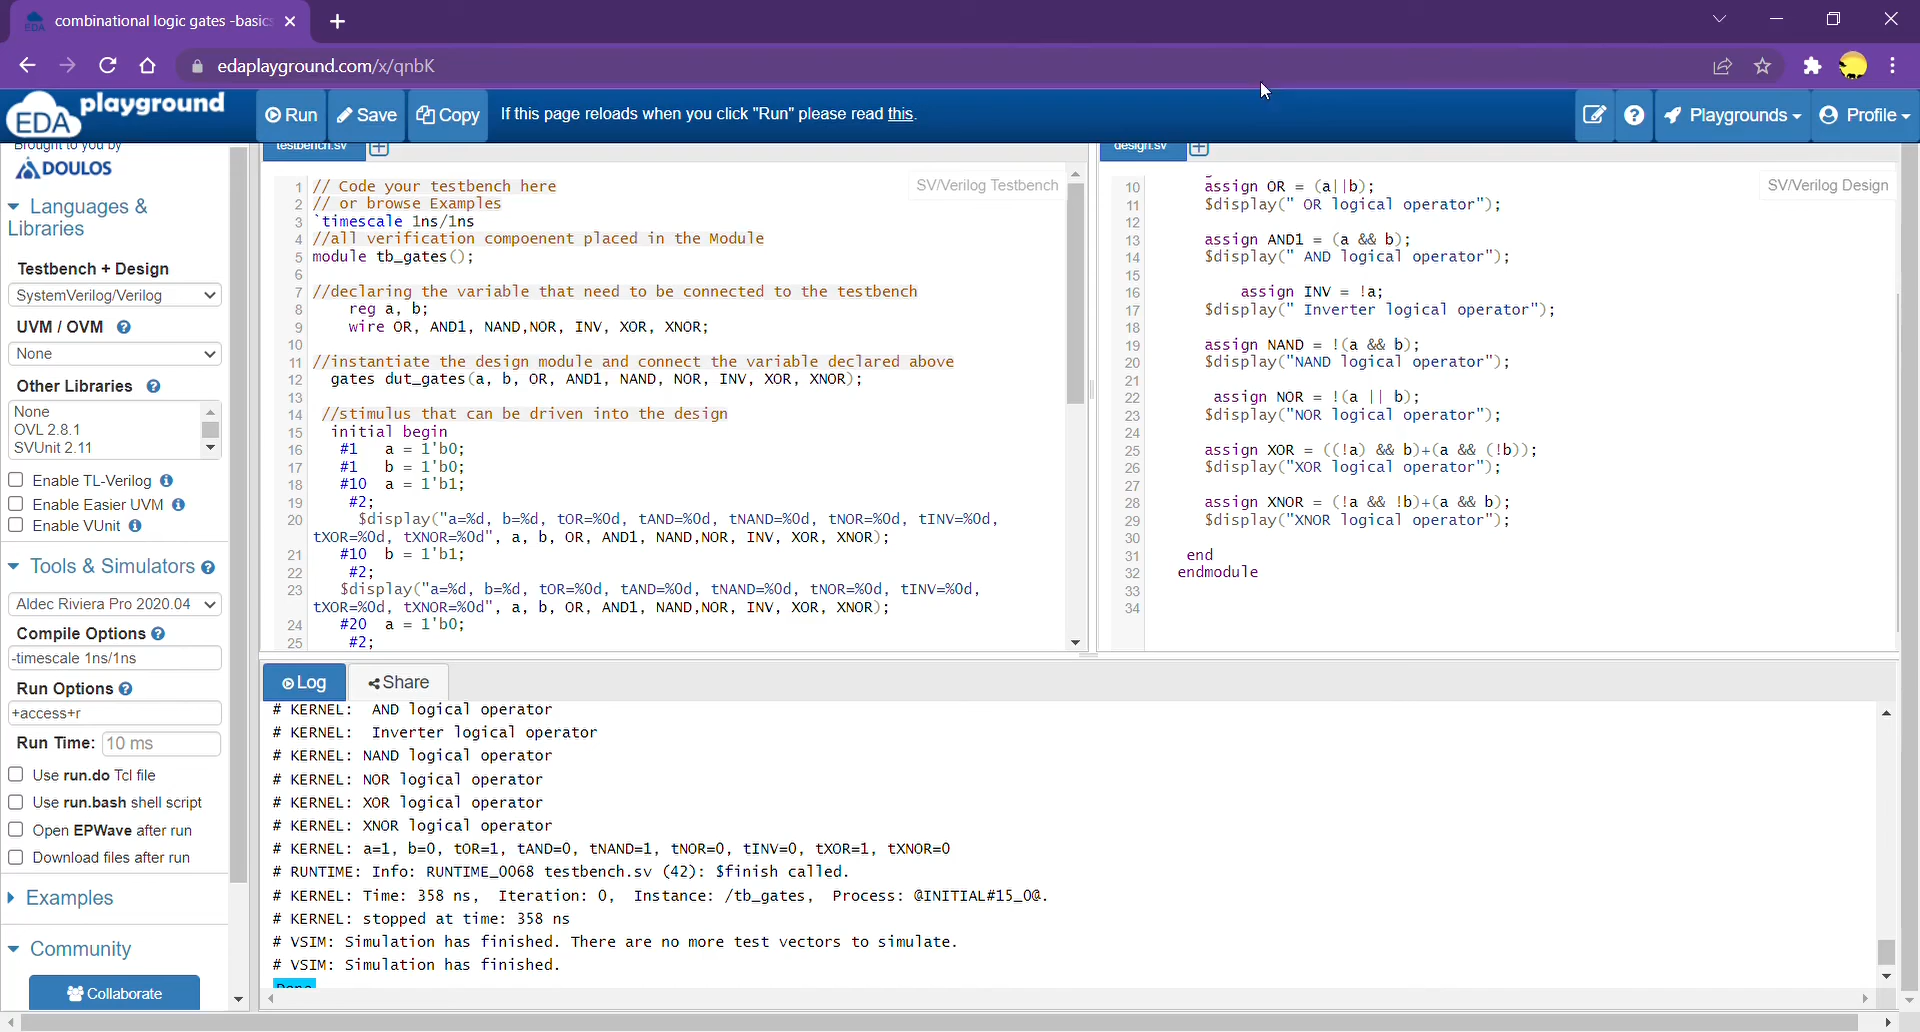 combinational logic gates -basics
edaplayground.com/x/qnbK
EDA playground
Run
Save
Copy
If this page reloads when you click "Run" please read this.
Playgrounds
Profile
Brought to you by
DOULOS
Languages &
Libraries
Testbench + Design
SystemVerilog/Verilog
UVM / OVM
None
Other Libraries
None
OVL 2.8.1
SVUnit 2.11
Enable TL-Verilog
Enable Easier UVM
Enable VUnit
Tools & Simulators
Aldec Riviera Pro 2020.04
Compile Options
-timescale 1ns/1ns
Run Options
+access+r
Run Time: 10 ms
Use run.do Tcl file
Use run.bash shell script
Open EPWave after run
Download files after run
Examples
Community
Collaborate
testbench.sv
SV/Verilog Testbench
1 // Code your testbench here
2 // or browse Examples
3 `timescale 1ns/1ns
4 //all verification compoenent placed in the Module
5 module tb_gates();
6
7 //declaring the variable that need to be connected to the testbench
8 reg a, b;
9 wire OR, AND1, NAND,NOR, INV, XOR, XNOR;
10
11 //instantiate the design module and connect the variable declared above
12 gates dut_gates(a, b, OR, AND1, NAND, NOR, INV, XOR, XNOR);
13
14 //stimulus that can be driven into the design
15 initial begin
16 #1 a = 1'b0;
17 #1 b = 1'b0;
18 #10 a = 1'b1;
19 #2;
20 $display("a=%d, b=%d, tOR=%0d, tAND=%0d, tNAND=%0d, tNOR=%0d, tINV=%0d,
tXOR=%0d, tXNOR=%0d", a, b, OR, AND1, NAND,NOR, INV, XOR, XNOR);
21 #10 b = 1'b1;
22 #2;
23 $display("a=%d, b=%d, tOR=%0d, tAND=%0d, tNAND=%0d, tNOR=%0d, tINV=%0d,
tXOR=%0d, tXNOR=%0d", a, b, OR, AND1, NAND,NOR, INV, XOR, XNOR);
24 #20 a = 1'b0;
25 #2;
design.sv
SV/Verilog Design
10 assign OR = (a||b);
11 $display(" OR logical operator");
12
13 assign AND1 = (a && b);
14 $display(" AND logical operator");
15
16 assign INV = !a;
17 $display(" Inverter logical operator");
18
19 assign NAND = !(a && b);
20 $display("NAND logical operator");
21
22 assign NOR = !(a || b);
23 $display("NOR logical operator");
24
25 assign XOR = ((!a) && b)+(a && (!b));
26 $display("XOR logical operator");
27
28 assign XNOR = (!a && !b)+(a && b);
29 $display("XNOR logical operator");
30
31 end
32 endmodule
33
34
Log
Share
# KERNEL: AND logical operator
# KERNEL: Inverter logical operator
# KERNEL: NAND logical operator
# KERNEL: NOR logical operator
# KERNEL: XOR logical operator
# KERNEL: XNOR logical operator
# KERNEL: a=1, b=0, tOR=1, tAND=0, tNAND=1, tNOR=0, tINV=0, tXOR=1, tXNOR=0
# RUNTIME: Info: RUNTIME_0068 testbench.sv (42): $finish called.
# KERNEL: Time: 358 ns, Iteration: 0, Instance: /tb_gates, Process: @INITIAL#15_0@.
# KERNEL: stopped at time: 358 ns
# VSIM: Simulation has finished. There are no more test vectors to simulate.
# VSIM: Simulation has finished.
Done